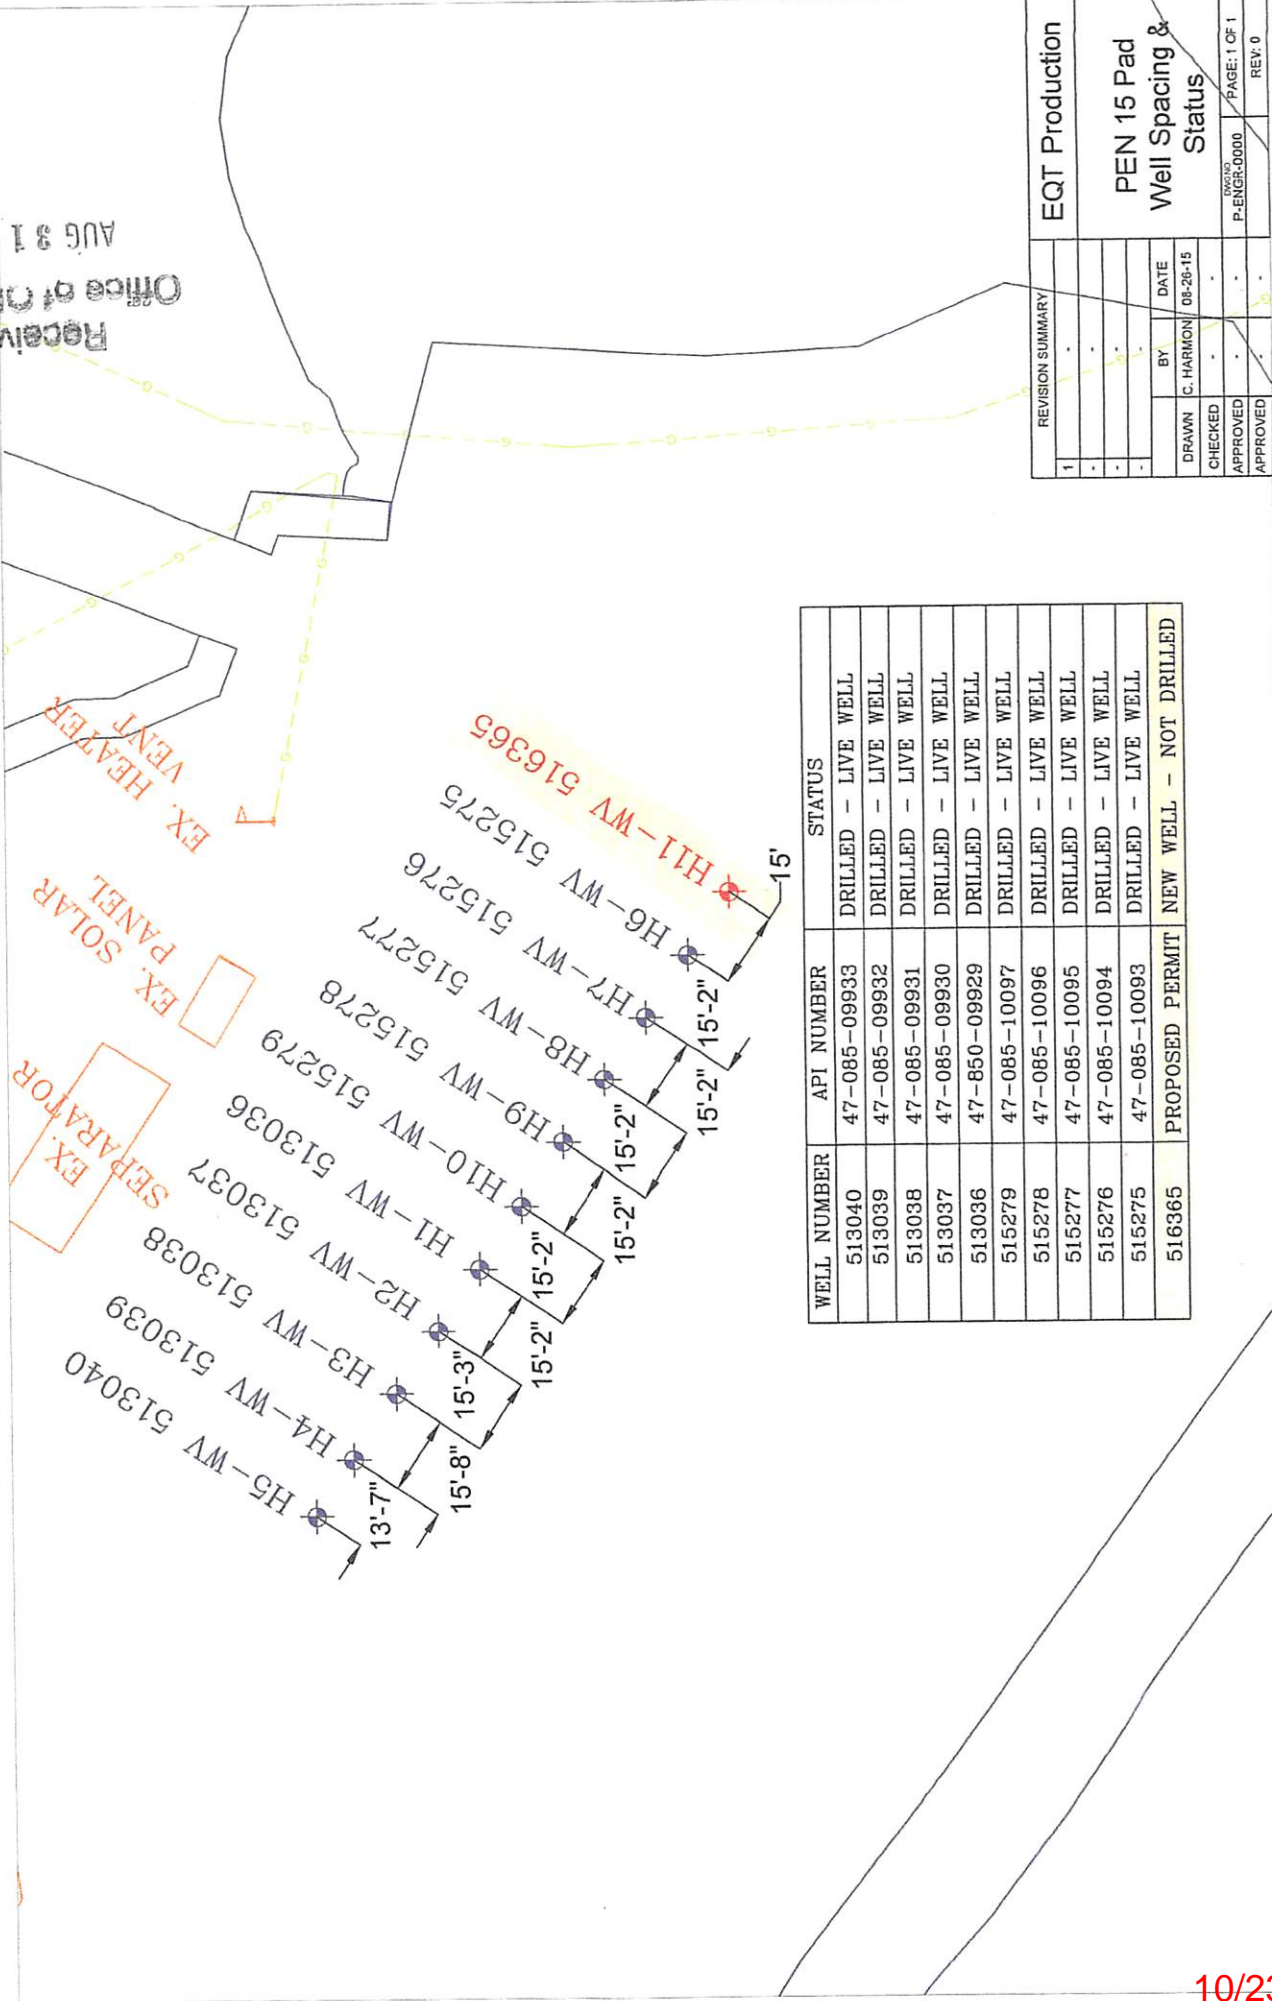 Office of
AUG 31
EX. HEATER
VENT
EX. SOLAR
PANEL
EX.
SEPARATOR
H5-WV 513040
H4-WV 513039
H3-WV 513038
H2-WV 513037
H1-WV 513036
H10-WV 515279
H9-WV 515278
H8-WV 515277
H7-WV 515276
H6-WV 515275
H11-WV 516365
13'-7"
15'-8"
15'-3"
15'-2"
15'-2"
15'-2"
15'-2"
15'-2"
15'-2"
15'-2"
15'
WELL NUMBER API NUMBER STATUS
513040 47-085-09933 DRILLED - LIVE WELL
513039 47-085-09932 DRILLED - LIVE WELL
513038 47-085-09931 DRILLED - LIVE WELL
513037 47-085-09930 DRILLED - LIVE WELL
513036 47-850-09929 DRILLED - LIVE WELL
515279 47-085-10097 DRILLED - LIVE WELL
515278 47-085-10096 DRILLED - LIVE WELL
515277 47-085-10095 DRILLED - LIVE WELL
515276 47-085-10094 DRILLED - LIVE WELL
515275 47-085-10093 DRILLED - LIVE WELL
516365 PROPOSED PERMIT NEW WELL - NOT DRILLED
REVISION SUMMARY
1 -
- -
- -
- -
BY DATE
DRAWN C. HARMON 08-26-15
CHECKED - -
APPROVED - -
APPROVED - -
EQT Production
PEN 15 Pad
Well Spacing &
Status
DWG NO
P-ENGR-0000
PAGE: 1 OF 1
REV: 0